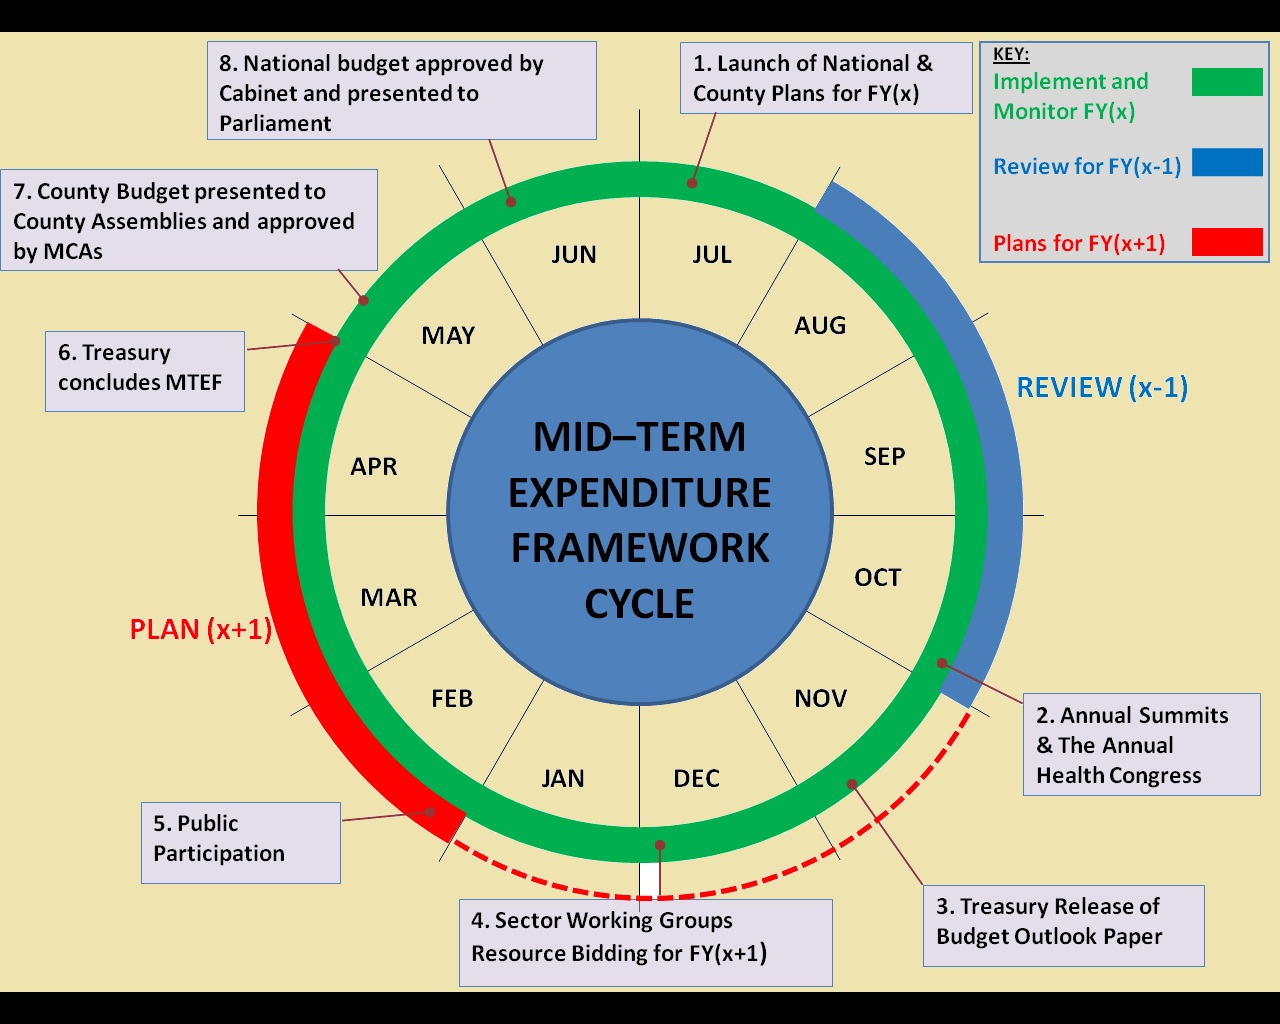 8. National budget approved by
Cabinet and presented to
Parliament
1. Launch of National &
County Plans for FY(x)
KEY:
Implement and
Monitor FY(x)
Review for FY(x-1)
Plans for FY(x+1)
7. County Budget presented to
County Assemblies and approved
by MCAs
6. Treasury
concludes MTEF
JUN
JUL
MAY
AUG
APR
SEP
MAR
OCT
FEB
NOV
JAN
DEC
MID–TERM
EXPENDITURE
FRAMEWORK
CYCLE
REVIEW (x-1)
PLAN (x+1)
2. Annual Summits
& The Annual
Health Congress
5. Public
Participation
3. Treasury Release of
Budget Outlook Paper
4. Sector Working Groups
Resource Bidding for FY(x+1)